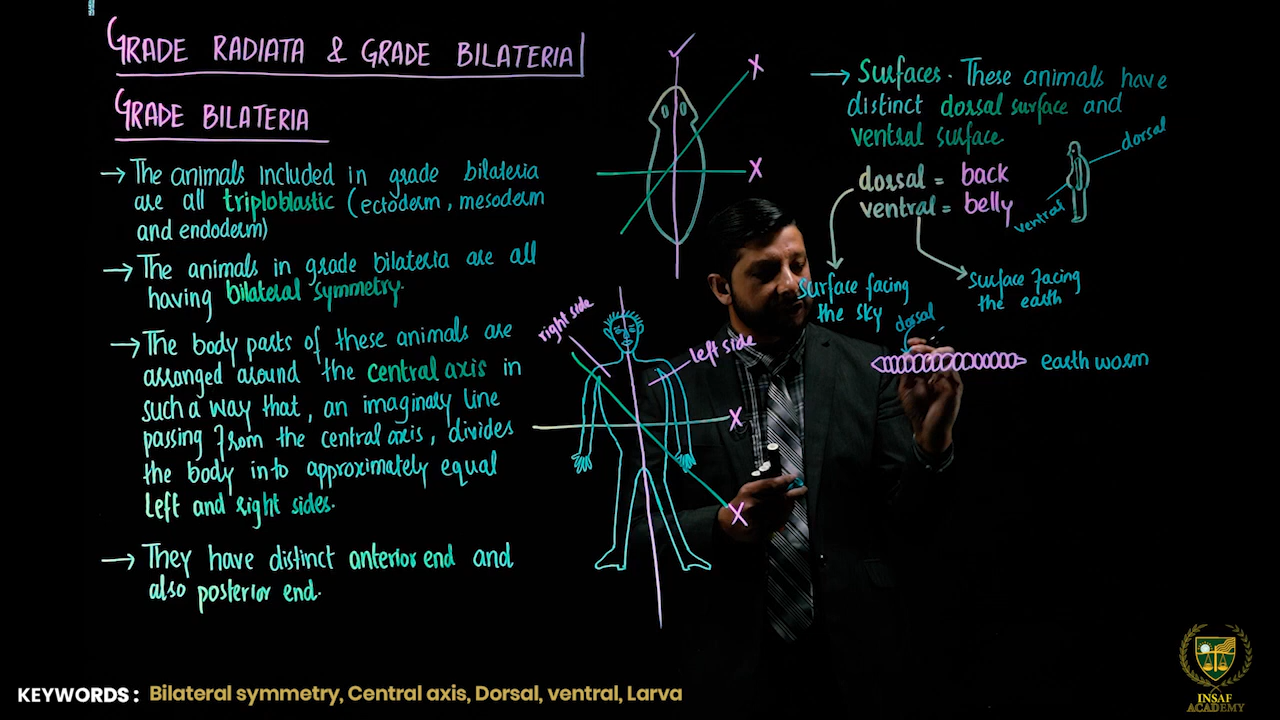 GRADE RADIATA & GRADE BILATERIA
GRADE BILATERIA
→ The animals included in grade bilateria
are all triploblastic (ectoderm, mesoderm
and endoderm)
→ The animals in grade bilateria are all
having bilateral symmetry.
→ The body parts of these animals are
arranged around the central axis in
such a way that, an imaginary line
passing from the central axis, divides
the body into approximately equal
left and right sides.
→ They have distinct anterior end and
also posterior end.
X
X
right side
left side
X
X
→ Surfaces. These animals have
distinct dorsal surface and
ventral surface.
dorsal
dorsal = back
ventral = belly
ventral
Surface facing
the sky
Surface facing
the earth
dorsal
earth worm
KEYWORDS : Bilateral symmetry, Central axis, Dorsal, ventral, Larva
INSAF
ACADEMY